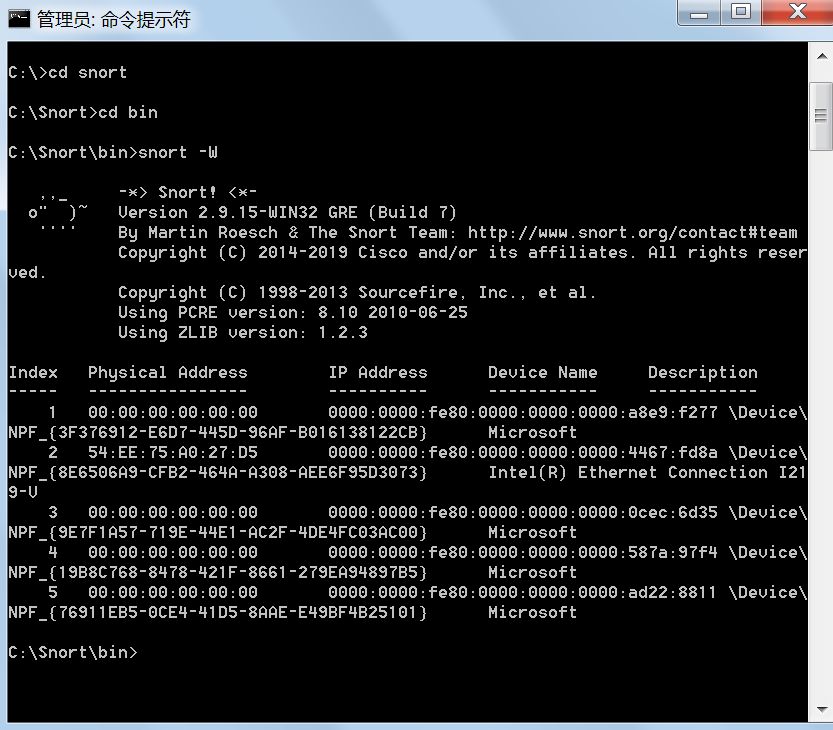 管理员: 命令提示符
C:\>cd snort
C:\Snort>cd bin
C:\Snort\bin>snort -W
,,_     -*> Snort! <*-
o"  )~   Version 2.9.15-WIN32 GRE (Build 7)
''''    By Martin Roesch & The Snort Team: http://www.snort.org/contact#team
Copyright (C) 2014-2019 Cisco and/or its affiliates. All rights reser
ved.
Copyright (C) 1998-2013 Sourcefire, Inc., et al.
Using PCRE version: 8.10 2010-06-25
Using ZLIB version: 1.2.3
Index   Physical Address        IP Address      Device Name     Description
-----   ----------------        ----------      -----------     -----------
1   00:00:00:00:00:00       0000:0000:fe80:0000:0000:0000:a8e9:f277 \Device\
NPF_{3F376912-E6D7-445D-96AF-B016138122CB}      Microsoft
2   54:EE:75:A0:27:D5       0000:0000:fe80:0000:0000:0000:4467:fd8a \Device\
NPF_{8E6506A9-CFB2-464A-A308-AEE6F95D3073}      Intel(R) Ethernet Connection I21
9-V
3   00:00:00:00:00:00       0000:0000:fe80:0000:0000:0000:0cec:6d35 \Device\
NPF_{9E7F1A57-719E-44E1-AC2F-4DE4FC03AC00}      Microsoft
4   00:00:00:00:00:00       0000:0000:fe80:0000:0000:0000:587a:97f4 \Device\
NPF_{19B8C768-8478-421F-8661-279EA94897B5}      Microsoft
5   00:00:00:00:00:00       0000:0000:fe80:0000:0000:0000:ad22:8811 \Device\
NPF_{76911EB5-0CE4-41D5-8AAE-E49BF4B25101}      Microsoft
C:\Snort\bin>